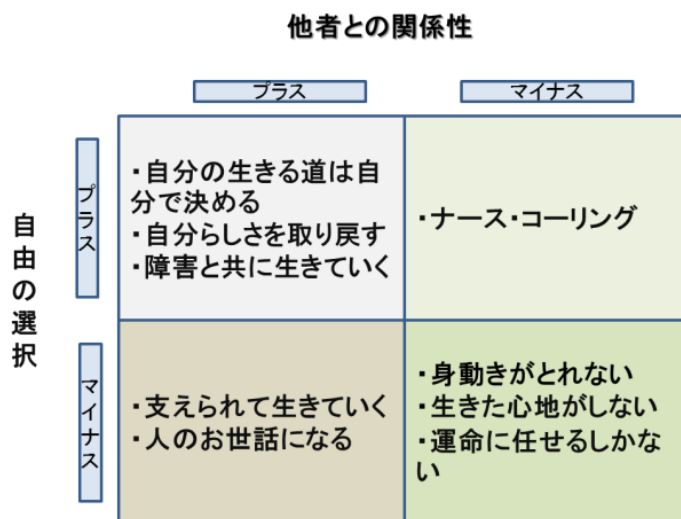 他者との関係性
プラス
マイナス
自由の選択
プラス
・自分の生きる道は自
分で決める
・自分らしさを取り戻す
・障害と共に生きていく
・ナース・コーリング
マイナス
・支えられて生きていく
・人のお世話になる
・身動きがとれない
・生きた心地がしない
・運命に任せるしかな
い